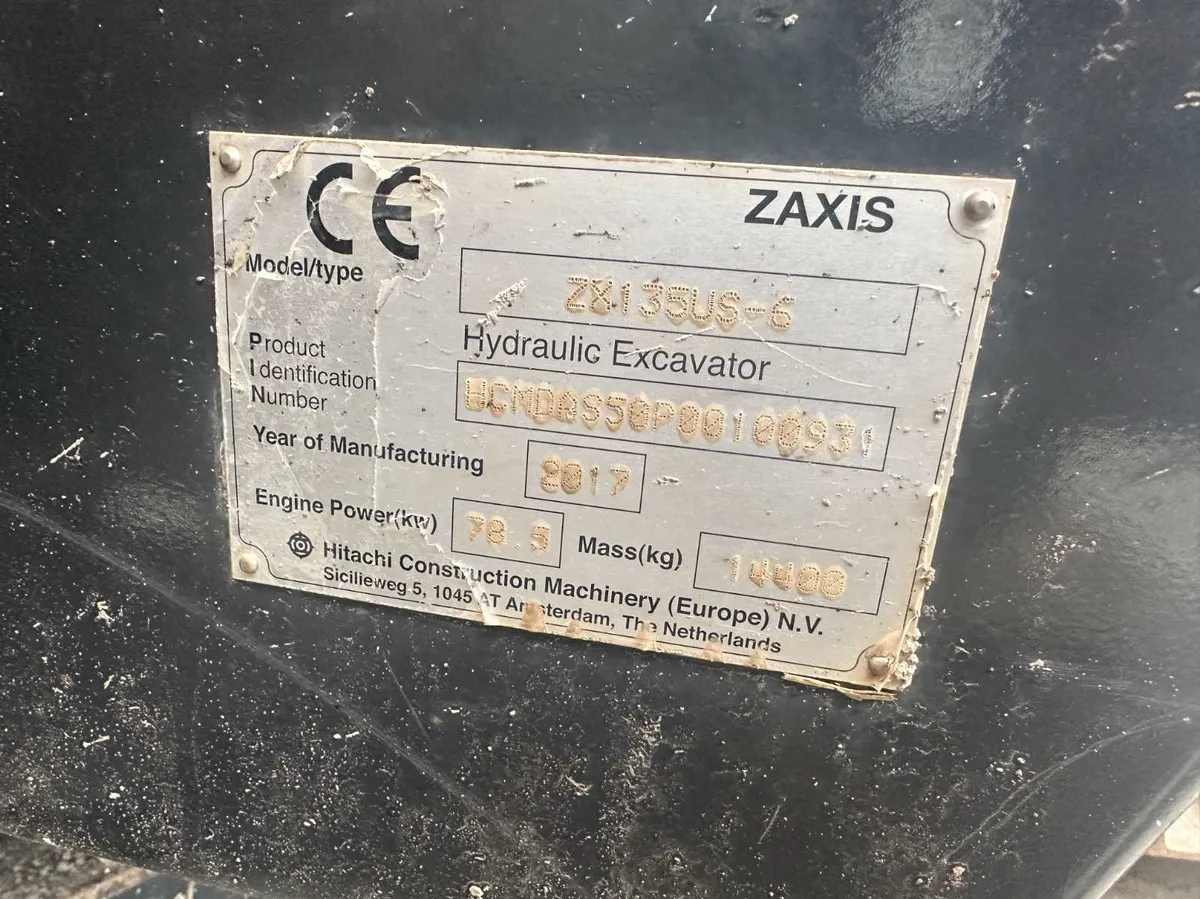 CE
ZAXIS
Model/type
ZX135US-6
Hydraulic Excavator
Product
Identification
Number
HCMDAS50P00100931
Year of Manufacturing
2017
Engine Power(kw)
78.5
Mass(kg)
14400
Hitachi Construction Machinery (Europe) N.V.
Sicilieweg 5, 1045 AT Amsterdam, The Netherlands